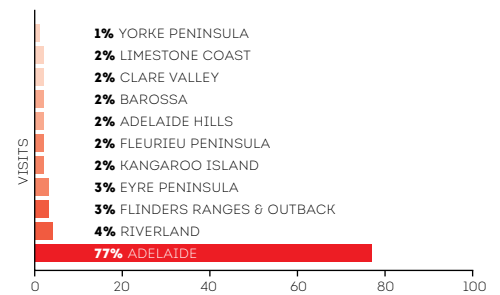 1% YORKE PENINSULA
2% LIMESTONE COAST
2% CLARE VALLEY
2% BAROSSA
2% ADELAIDE HILLS
2% FLEURIEU PENINSULA
2% KANGAROO ISLAND
3% EYRE PENINSULA
3% FLINDERS RANGES & OUTBACK
4% RIVERLAND
77% ADELAIDE
VISITS
0 20 40 60 80 100